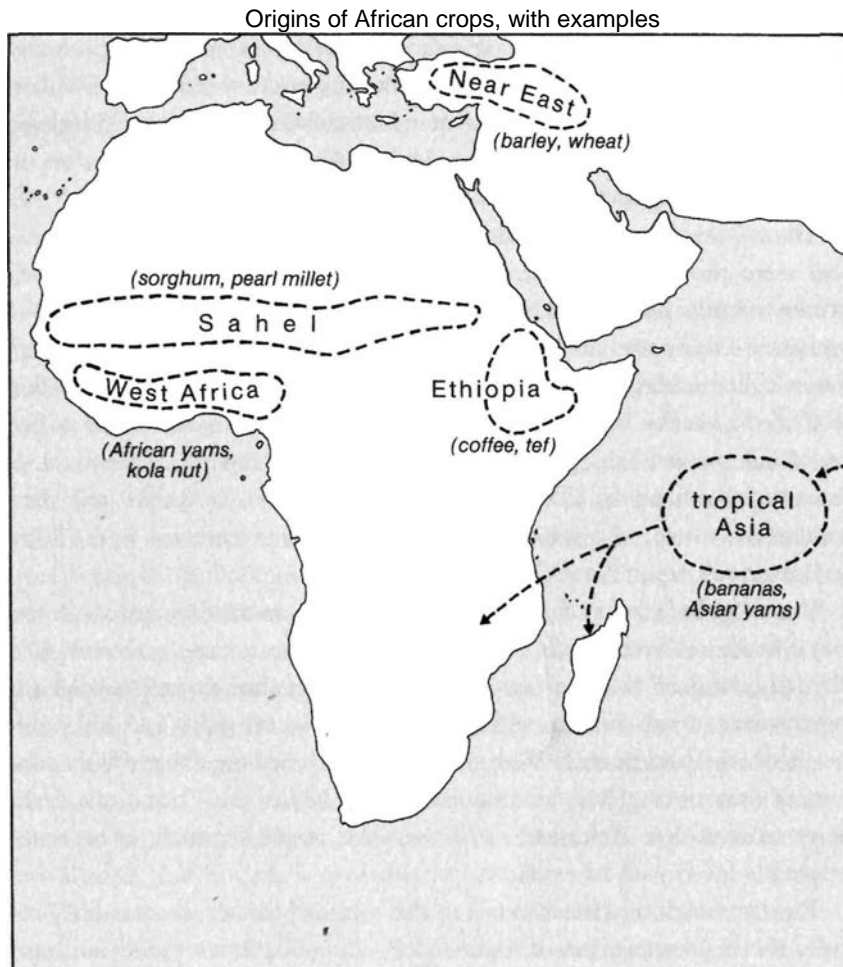 Origins of African crops, with examples
Near East
(barley, wheat)
(sorghum, pearl millet)
Sahel
West Africa
Ethiopia
(African yams,
kola nut)
(coffee, tef)
tropical
Asia
(bananas,
Asian yams)